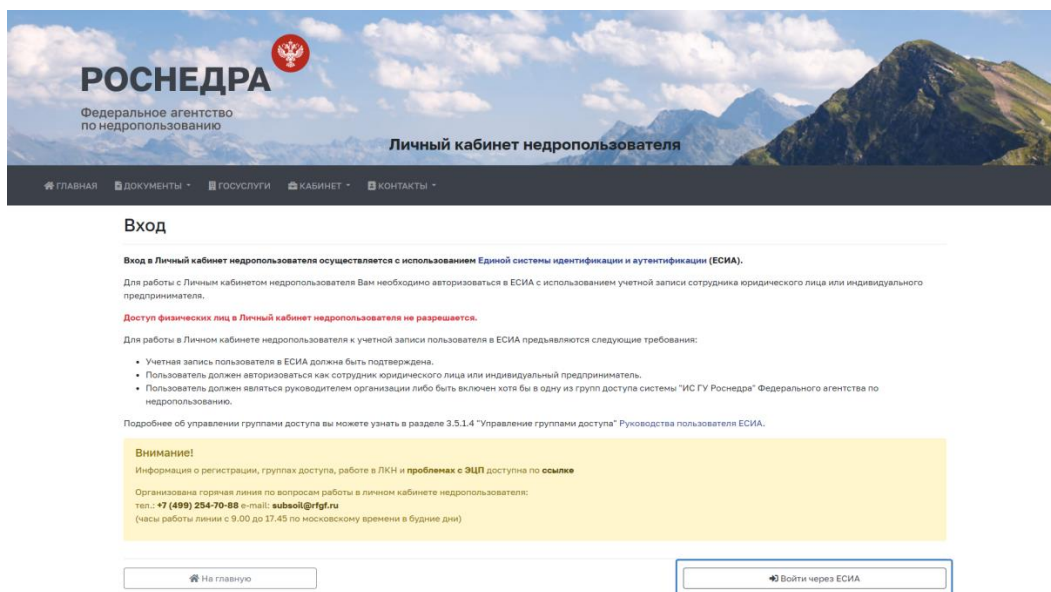 РОСНЕДРА
Федеральное агентство
по недропользованию
Личный кабинет недропользователя
ГЛАВНАЯ ДОКУМЕНТЫ ГОСУСЛУГИ КАБИНЕТ КОНТАКТЫ
Вход
Вход в Личный кабинет недропользователя осуществляется с использованием Единой системы идентификации и аутентификации (ЕСИА).
Для работы с Личным кабинетом недропользователя Вам необходимо авторизоваться в ЕСИА с использованием учетной записи сотрудника юридического лица или индивидуального
предпринимателя.
Доступ физических лиц в Личный кабинет недропользователя не разрешается.
Для работы в Личном кабинете недропользователя к учетной записи пользователя в ЕСИА предъявляются следующие требования:
• Учетная запись пользователя в ЕСИА должна быть подтверждена.
• Пользователь должен авторизоваться как сотрудник юридического лица или индивидуальный предприниматель.
• Пользователь должен являться руководителем организации либо быть включен хотя бы в одну из групп доступа системы "ИС ГУ Роснедра" Федерального агентства по
недропользованию.
Подробнее об управлении группами доступа вы можете узнать в разделе 3.5.1.4 "Управление группами доступа" Руководства пользователя ЕСИА.
Внимание!
Информация о регистрации, группах доступа, работе в ЛКН и проблемах с ЭЦП доступна по ссылке
Организована горячая линия по вопросам работы в личном кабинете недропользователя:
тел.: +7 (499) 254-70-88 e-mail: subsoil@rfgf.ru
(часы работы линии с 9.00 до 17.45 по московскому времени в будние дни)
На главную
Войти через ЕСИА